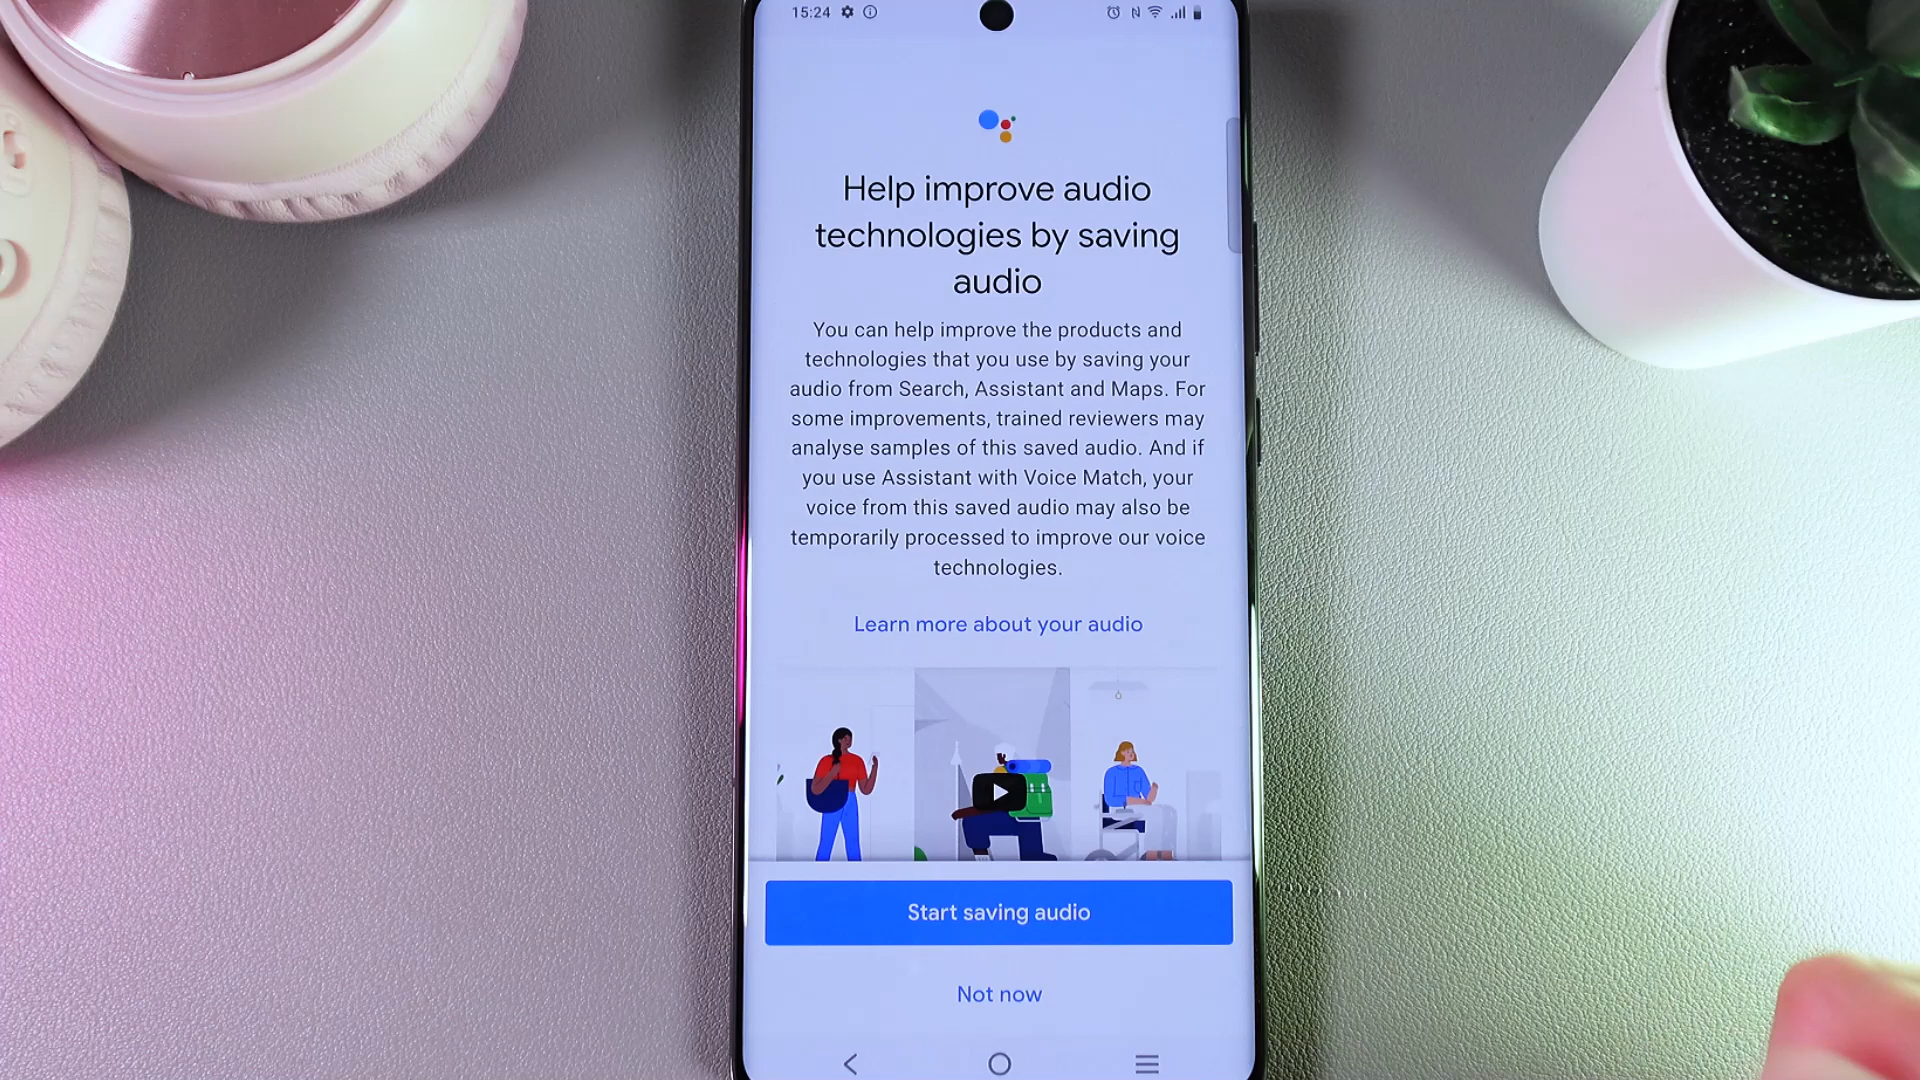 15:24
Help improve audio
technologies by saving
audio
You can help improve the products and
technologies that you use by saving your
audio from Search, Assistant and Maps. For
some improvements, trained reviewers may
analyse samples of this saved audio. And if
you use Assistant with Voice Match, your
voice from this saved audio may also be
temporarily processed to improve our voice
technologies.
Learn more about your audio
Start saving audio
Not now